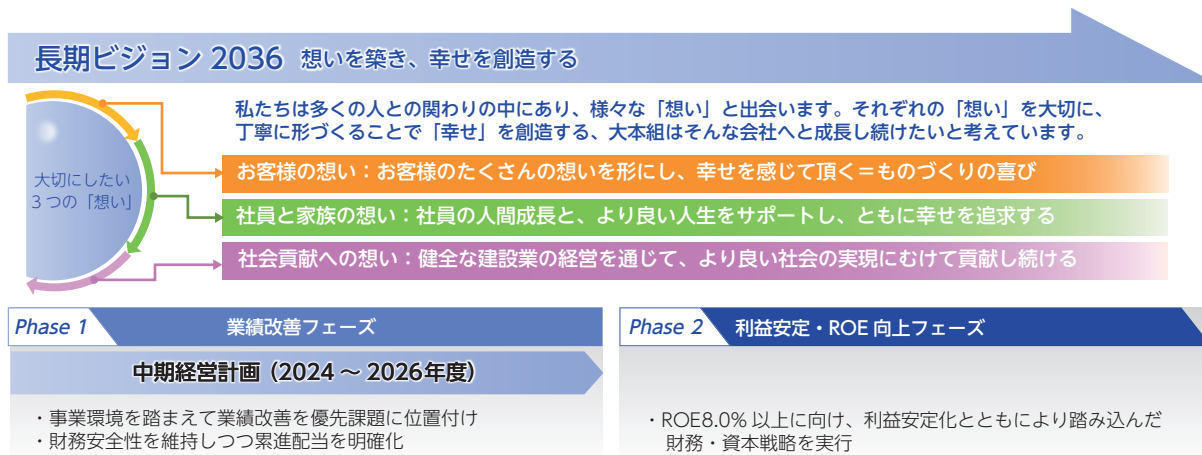 長期ビジョン 2036 想いを築き、幸せを創造する
私たちは多くの人との関わりの中にあり、様々な「想い」と出会います。それぞれの「想い」を大切に、
丁寧に形づくることで「幸せ」を創造する、大本組はそんな会社へと成長し続けたいと考えています。
大切にしたい
3つの「想い」
お客様の想い：お客様のたくさんの想いを形にし、幸せを感じて頂く＝ものづくりの喜び
社員と家族の想い：社員の人間成長と、より良い人生をサポートし、ともに幸せを追求する
社会貢献への想い：健全な建設業の経営を通じて、より良い社会の実現にむけて貢献し続ける
Phase 1 業績改善フェーズ
中期経営計画（2024 ～ 2026年度）
・事業環境を踏まえて業績改善を優先課題に位置付け
・財務安全性を維持しつつ累進配当を明確化
Phase 2 利益安定・ROE 向上フェーズ
・ROE8.0% 以上に向け、利益安定化とともにより踏み込んだ
財務・資本戦略を実行